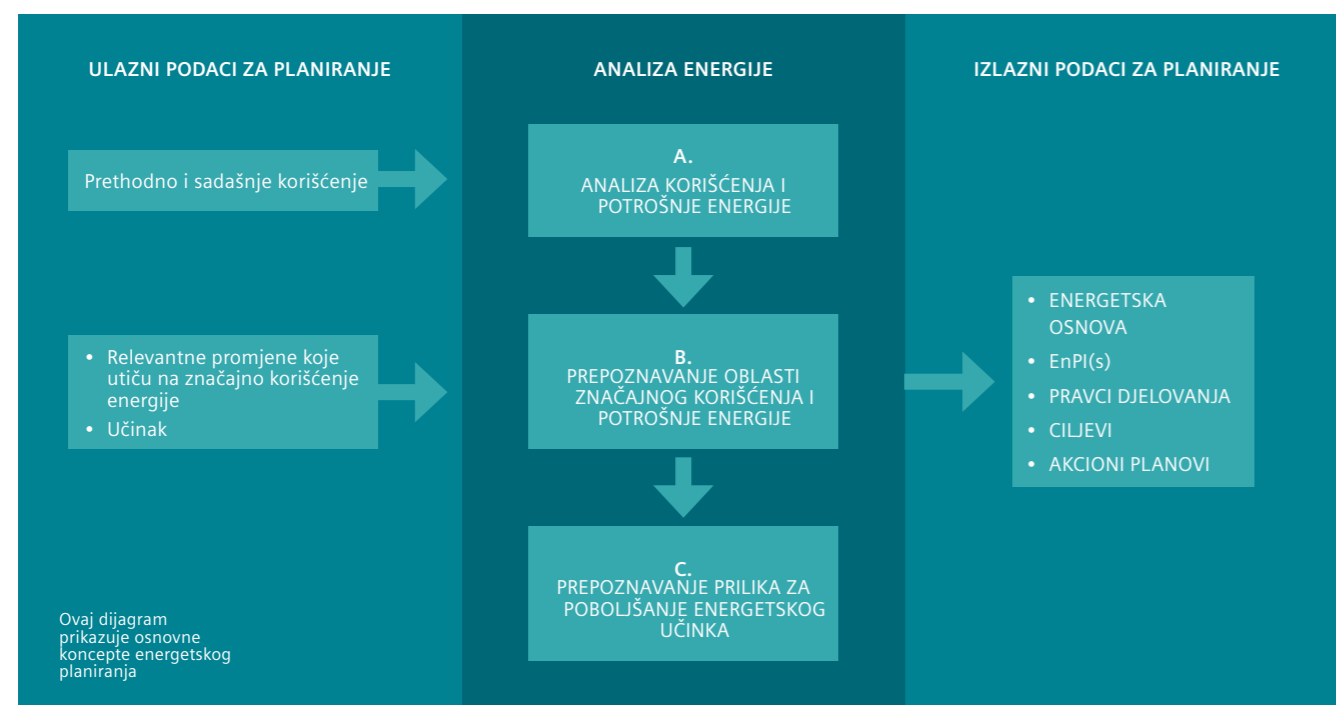 ULAZNI PODACI ZA PLANIRANJE
Prethodno i sadašnje korišćenje
• Relevantne promjene koje
utiču na značajno korišćenje
energije
• Učinak
Ovaj dijagram
prikazuje osnovne
koncepte energetskog
planiranja
ANALIZA ENERGIJE
A.
ANALIZA KORIŠĆENJA I
POTROŠNJE ENERGIJE
B.
PREPOZNAVANJE OBLASTI
ZNAČAJNOG KORIŠĆENJA I
POTROŠNJE ENERGIJE
C.
PREPOZNAVANJE PRILIKA ZA
POBOLJŠANJE ENERGETSKOG
UČINKA
IZLAZNI PODACI ZA PLANIRANJE
• ENERGETSKA
OSNOVA
• EnPI(s)
• PRAVCI DJELOVANJA
• CILJEVI
• AKCIONI PLANOVI